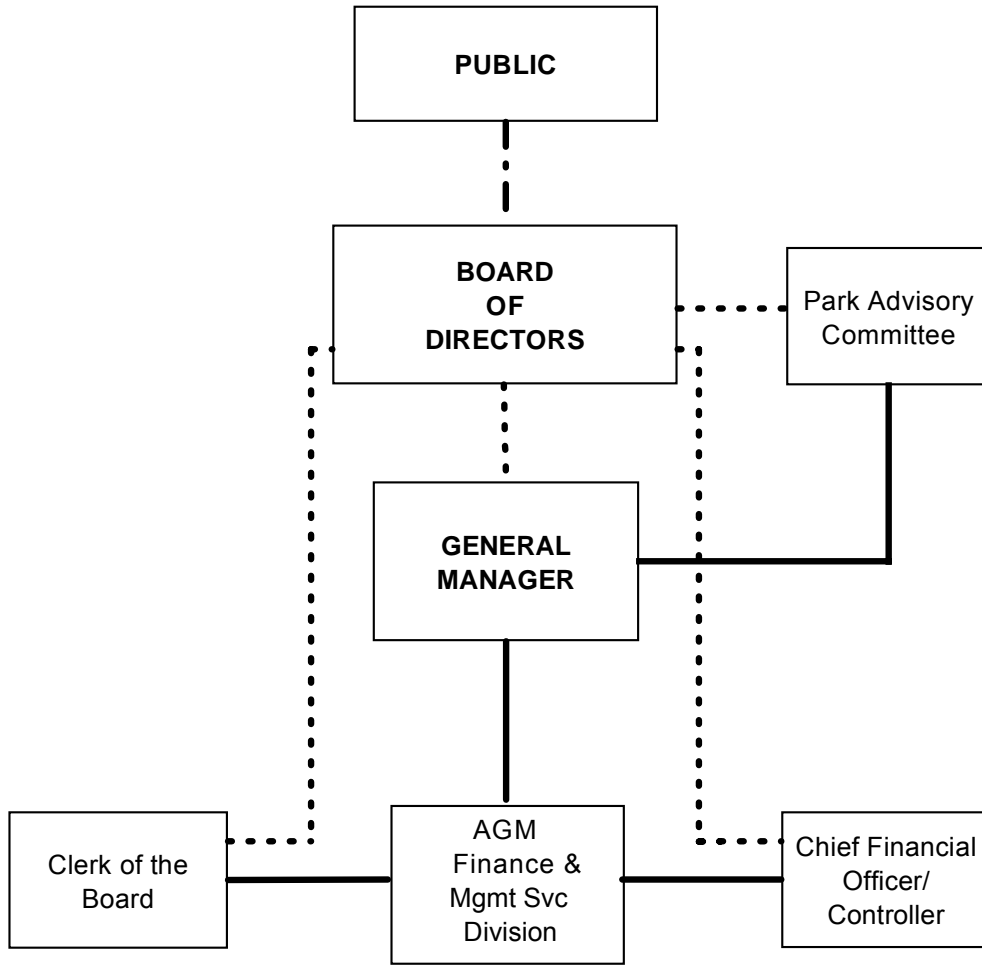 PUBLIC
BOARD
OF
DIRECTORS
Park Advisory
Committee
GENERAL
MANAGER
Clerk of the
Board
AGM
Finance &
Mgmt Svc
Division
Chief Financial
Officer/
Controller